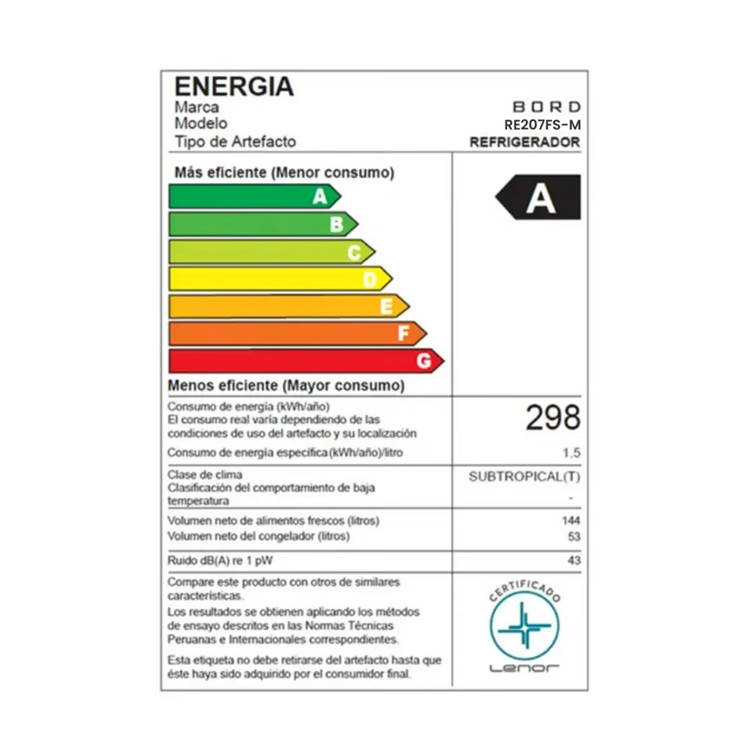 ENERGIA
Marca BORD
Modelo RE207FS-M
Tipo de Artefacto REFRIGERADOR
Más eficiente (Menor consumo)
A
A
B
C
D
E
F
G
Menos eficiente (Mayor consumo)
Consumo de energía (kWh/año) 298
El consumo real varía dependiendo de las
condiciones de uso del artefacto y su localización
Consumo de energía específica(kWh/año)/litro 1.5
Clase de clima SUBTROPICAL(T)
Clasificación del comportamiento de baja
temperatura -
Volumen neto de alimentos frescos (litros) 144
Volumen neto del congelador (litros) 53
Ruido dB(A) re 1 pW 43
Compare este producto con otros de similares
características.
Los resultados se obtienen aplicando los métodos
de ensayo descritos en las Normas Técnicas
Peruanas e Internacionales correspondientes.
Esta etiqueta no debe retirarse del artefacto hasta que
éste haya sido adquirido por el consumidor final.
CERTIFICADO
Lenor